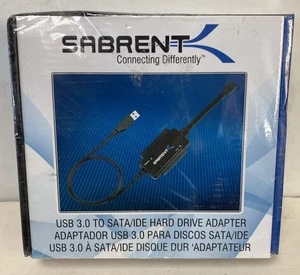 SABRENT
Connecting Differently™
SABRENT
USB 3.0 TO SATA/IDE HARD DRIVE ADAPTER
ADAPTADOR USB 3.0 PARA DISCOS SATA/IDE
USB 3.0 À SATA/IDE DISQUE DUR 'ADAPTATEUR